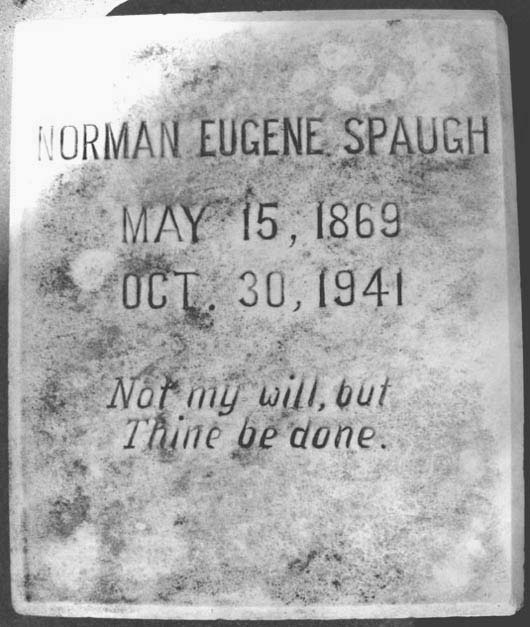 NORMAN EUGENE SPAUGH
MAY 15, 1869
OCT. 30, 1941
Not my will, but
Thine be done.